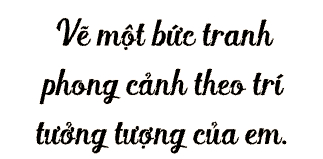 Vẽ một bức tranh
phong cảnh theo trí
tưởng tượng của em.